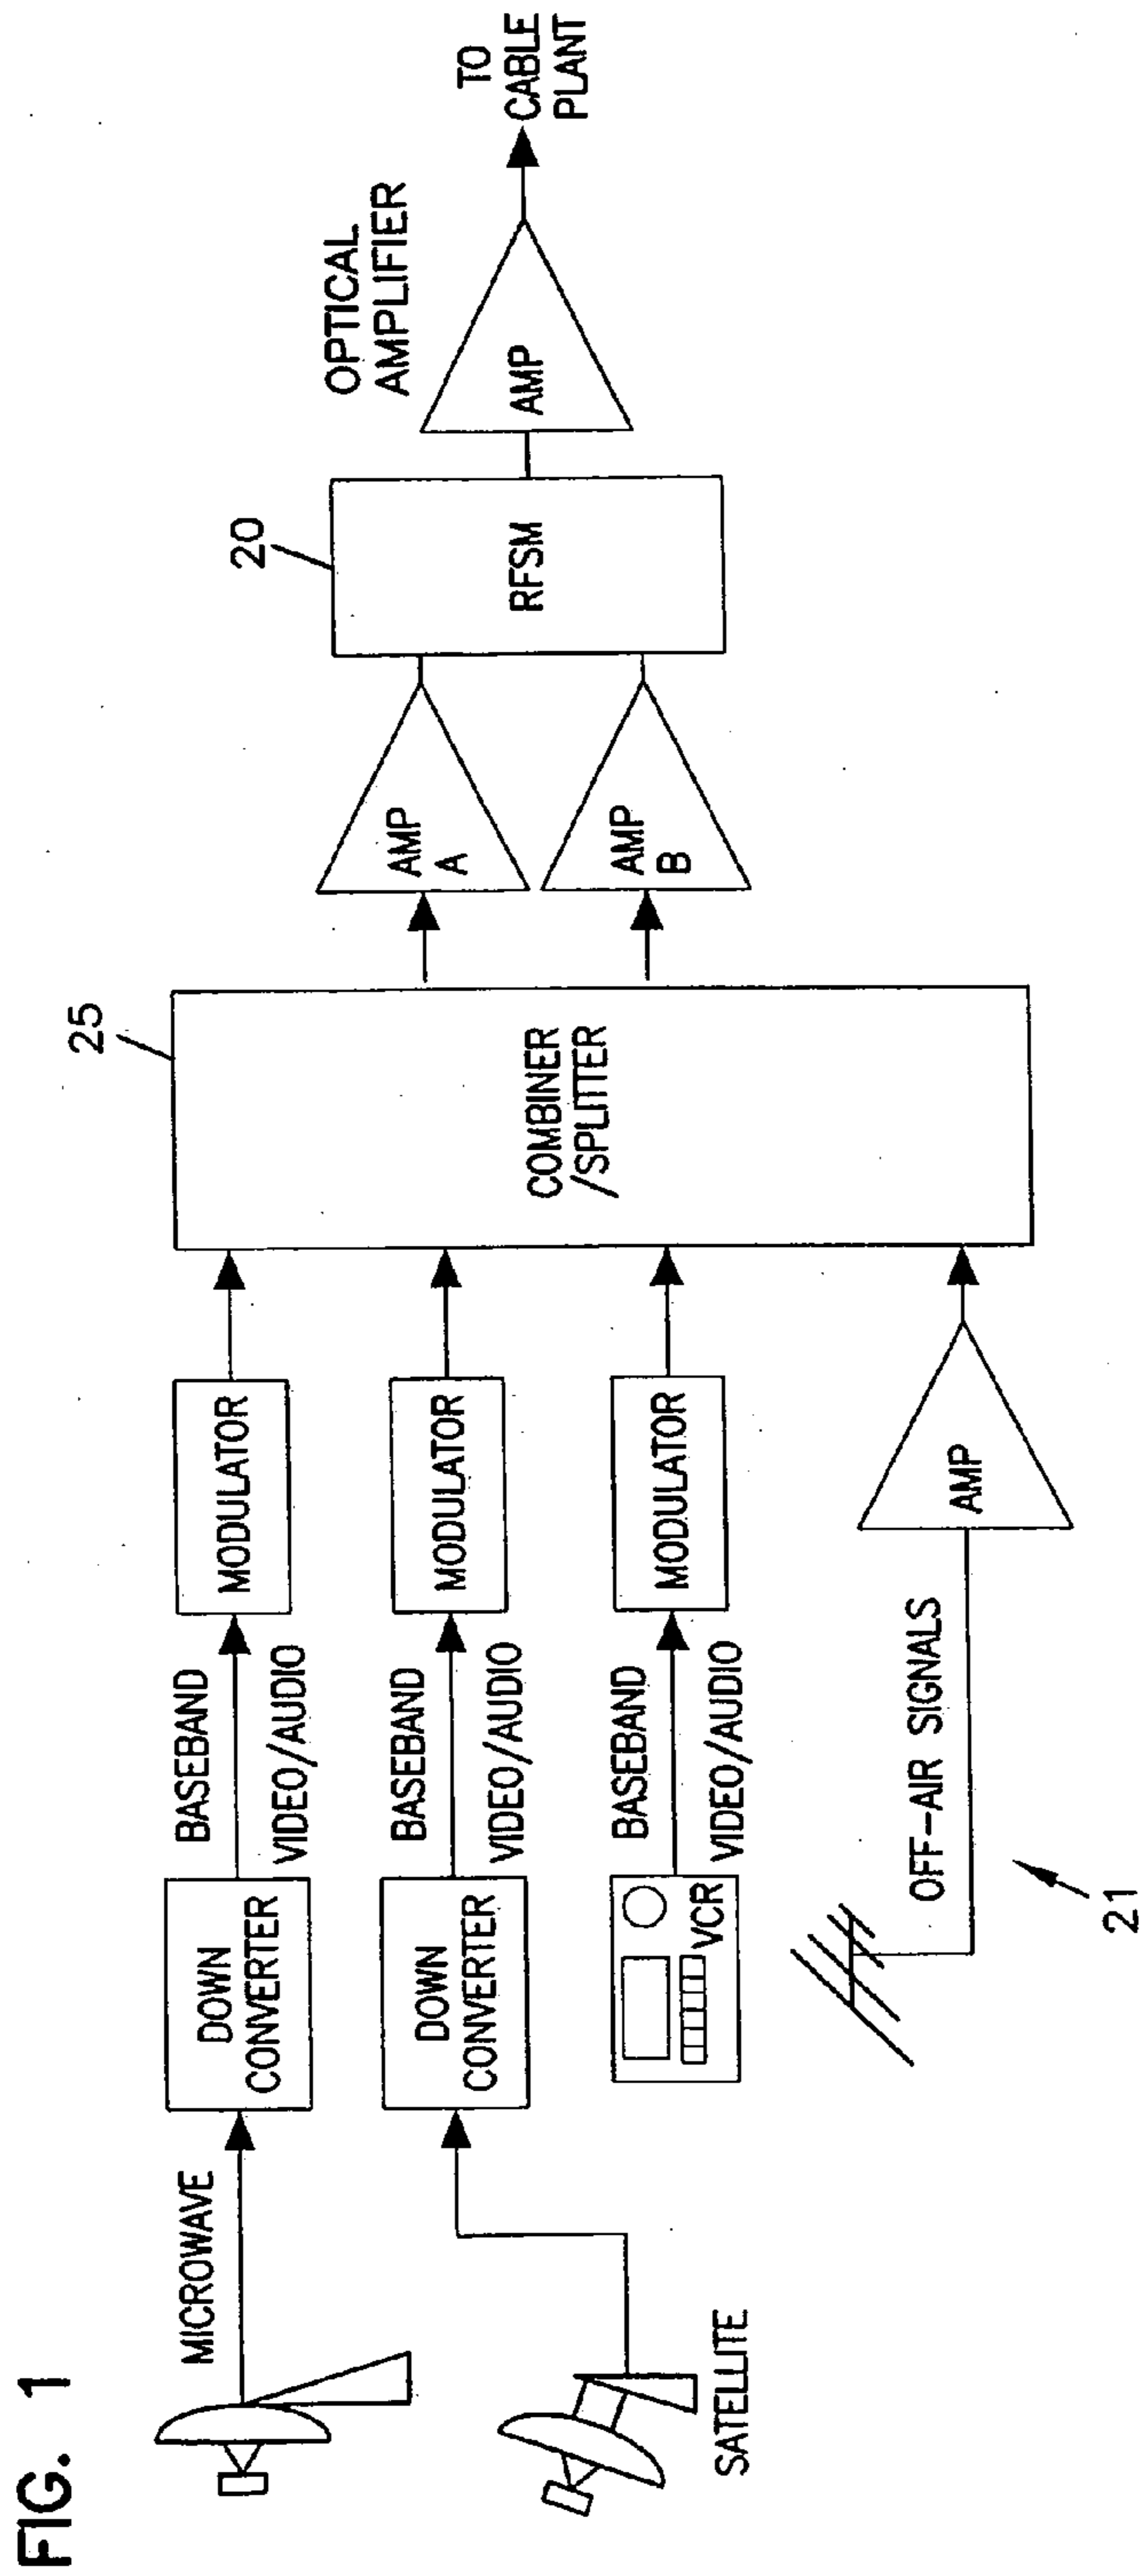 FIG. 1
MICROWAVE
DOWN
CONVERTER
BASEBAND
VIDEO/AUDIO
MODULATOR
SATELLITE
DOWN
CONVERTER
BASEBAND
VIDEO/AUDIO
MODULATOR
VCR
BASEBAND
VIDEO/AUDIO
MODULATOR
OFF-AIR SIGNALS
21
AMP
25
COMBINER
/SPLITTER
AMP
A
AMP
B
20
RFSM
OPTICAL
AMPLIFIER
AMP
TO
CABLE
PLANT